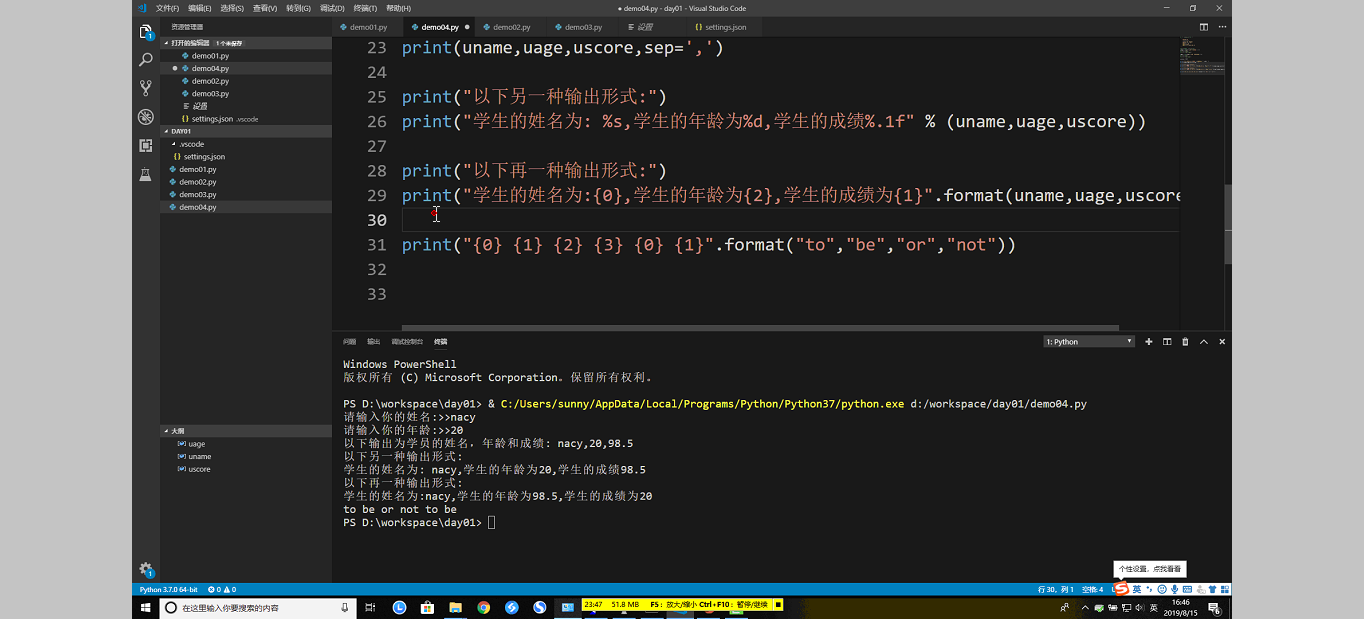 文件(F) 编辑(E) 选择(S) 查看(V) 转到(G) 调试(D) 终端(T) 帮助(H)
● demo04.py - day01 - Visual Studio Code
资源管理器
demo01.py demo04.py ● demo02.py demo03.py 设置 {} settings.json
打开的编辑器 1个未保存
demo01.py
● demo04.py
demo02.py
demo03.py
设置
{} settings.json .vscode
DAY01
.vscode
{} settings.json
demo01.py
demo02.py
demo03.py
demo04.py
大纲
uage
uname
uscore
23 print(uname,uage,uscore,sep=',')
24
25 print("以下另一种输出形式:")
26 print("学生的姓名为: %s,学生的年龄为%d,学生的成绩%.1f" % (uname,uage,uscore))
27
28 print("以下再一种输出形式:")
29 print("学生的姓名为:{0},学生的年龄为{2},学生的成绩为{1}".format(uname,uage,uscore
30
31 print("{0} {1} {2} {3} {0} {1}".format("to","be","or","not"))
32
33
问题 输出 调试控制台 终端
1: Python
Windows PowerShell
版权所有 (C) Microsoft Corporation。保留所有权利。
PS D:\workspace\day01> & C:/Users/sunny/AppData/Local/Programs/Python/Python37/python.exe d:/workspace/day01/demo04.py
请输入你的姓名:>>nacy
请输入你的年龄:>>20
以下输出为学员的姓名，年龄和成绩: nacy,20,98.5
以下另一种输出形式:
学生的姓名为: nacy,学生的年龄为20,学生的成绩98.5
以下再一种输出形式:
学生的姓名为:nacy,学生的年龄为98.5,学生的成绩为20
to be or not to be
PS D:\workspace\day01>
个性设置，点我看看
1
1
Python 3.7.0 64-bit 0 0
行 30，列 1 空格: 4
英
在这里输入你要搜索的内容
23:47 51.8 MB F5：放大/缩小 Ctrl+F10：暂停/继续
英
16:46
2019/8/15
6